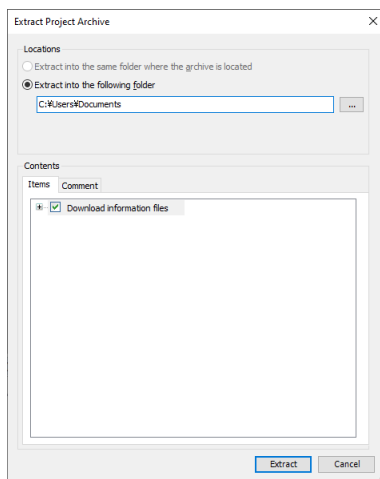 Extract Project Archive
Locations
Extract into the same folder where the archive is located
Extract into the following folder
C:¥Users¥Documents
...
Contents
Items Comment
Download information files
Extract Cancel